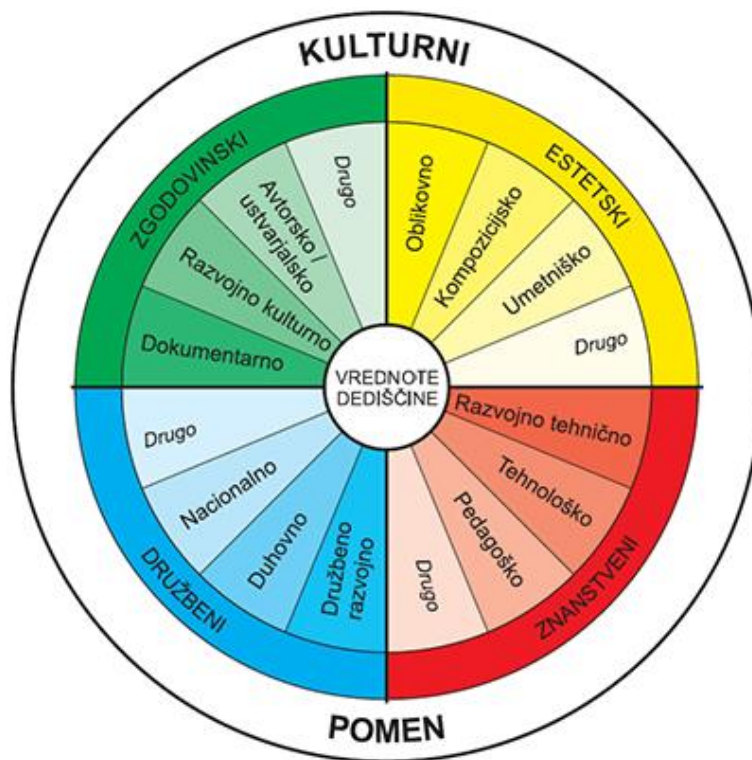 KULTURNI
ZGODOVINSKI
Dokumentarno
Razvojno kulturno
Avtorsko /
ustvarjalsko
Drugo
ESTETSKI
Oblikovno
Kompozicijsko
Umetniško
Drugo
VREDNOTE
DEDIŠČINE
ZNANSTVENI
Razvojno tehnično
Tehnološko
Pedagoško
Drugo
DRUŽBENI
Družbeno
razvojno
Duhovno
Nacionalno
Drugo
POMEN